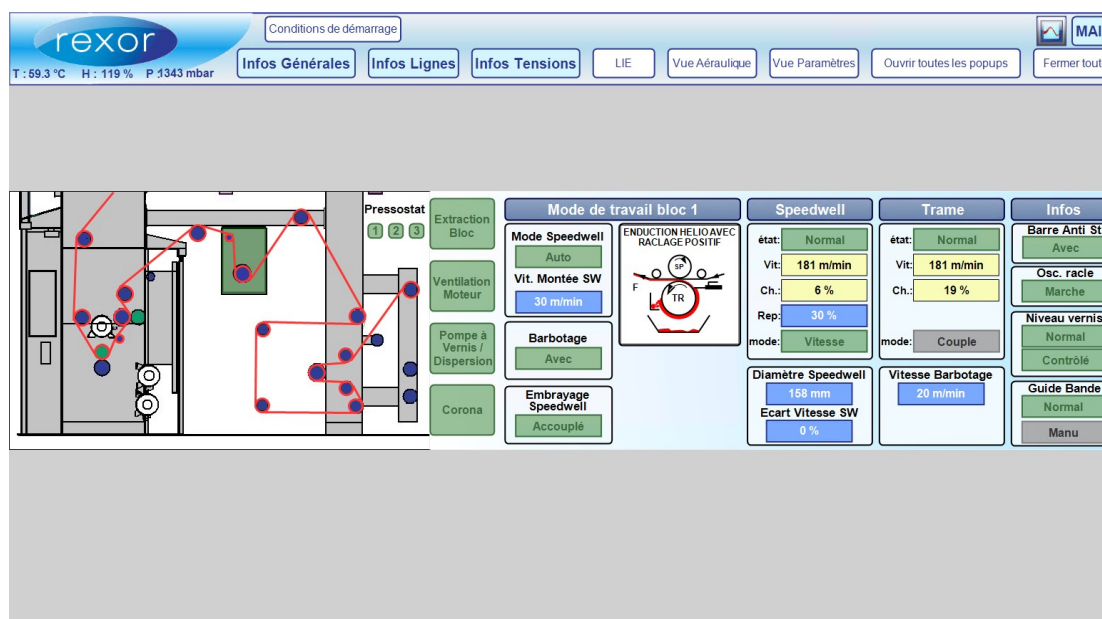 rexor
T : 59.3 °C H : 119 % P :1343 mbar
Conditions de démarrage
Infos Générales
Infos Lignes
Infos Tensions
LIE
Vue Aéraulique
Vue Paramètres
Ouvrir toutes les popups
MAI
Fermer tout
Pressostat
1 2 3
Extraction
Bloc
Ventilation
Moteur
Pompe à
Vernis /
Dispersion
Corona
Mode de travail bloc 1
Mode Speedwell
Auto
Vit. Montée SW
30 m/min
Barbotage
Avec
Embrayage
Speedwell
Accouplé
ENDUCTION HELIO AVEC
RACLAGE POSITIF
SP
F
TR
Speedwell
état: Normal
Vit: 181 m/min
Ch.: 6 %
Rep: 30 %
mode: Vitesse
Diamètre Speedwell
158 mm
Ecart Vitesse SW
0 %
Trame
état: Normal
Vit: 181 m/min
Ch.: 19 %
mode: Couple
Vitesse Barbotage
20 m/min
Infos
Barre Anti St
Avec
Osc. racle
Marche
Niveau vernis
Normal
Contrôlé
Guide Bande
Normal
Manu